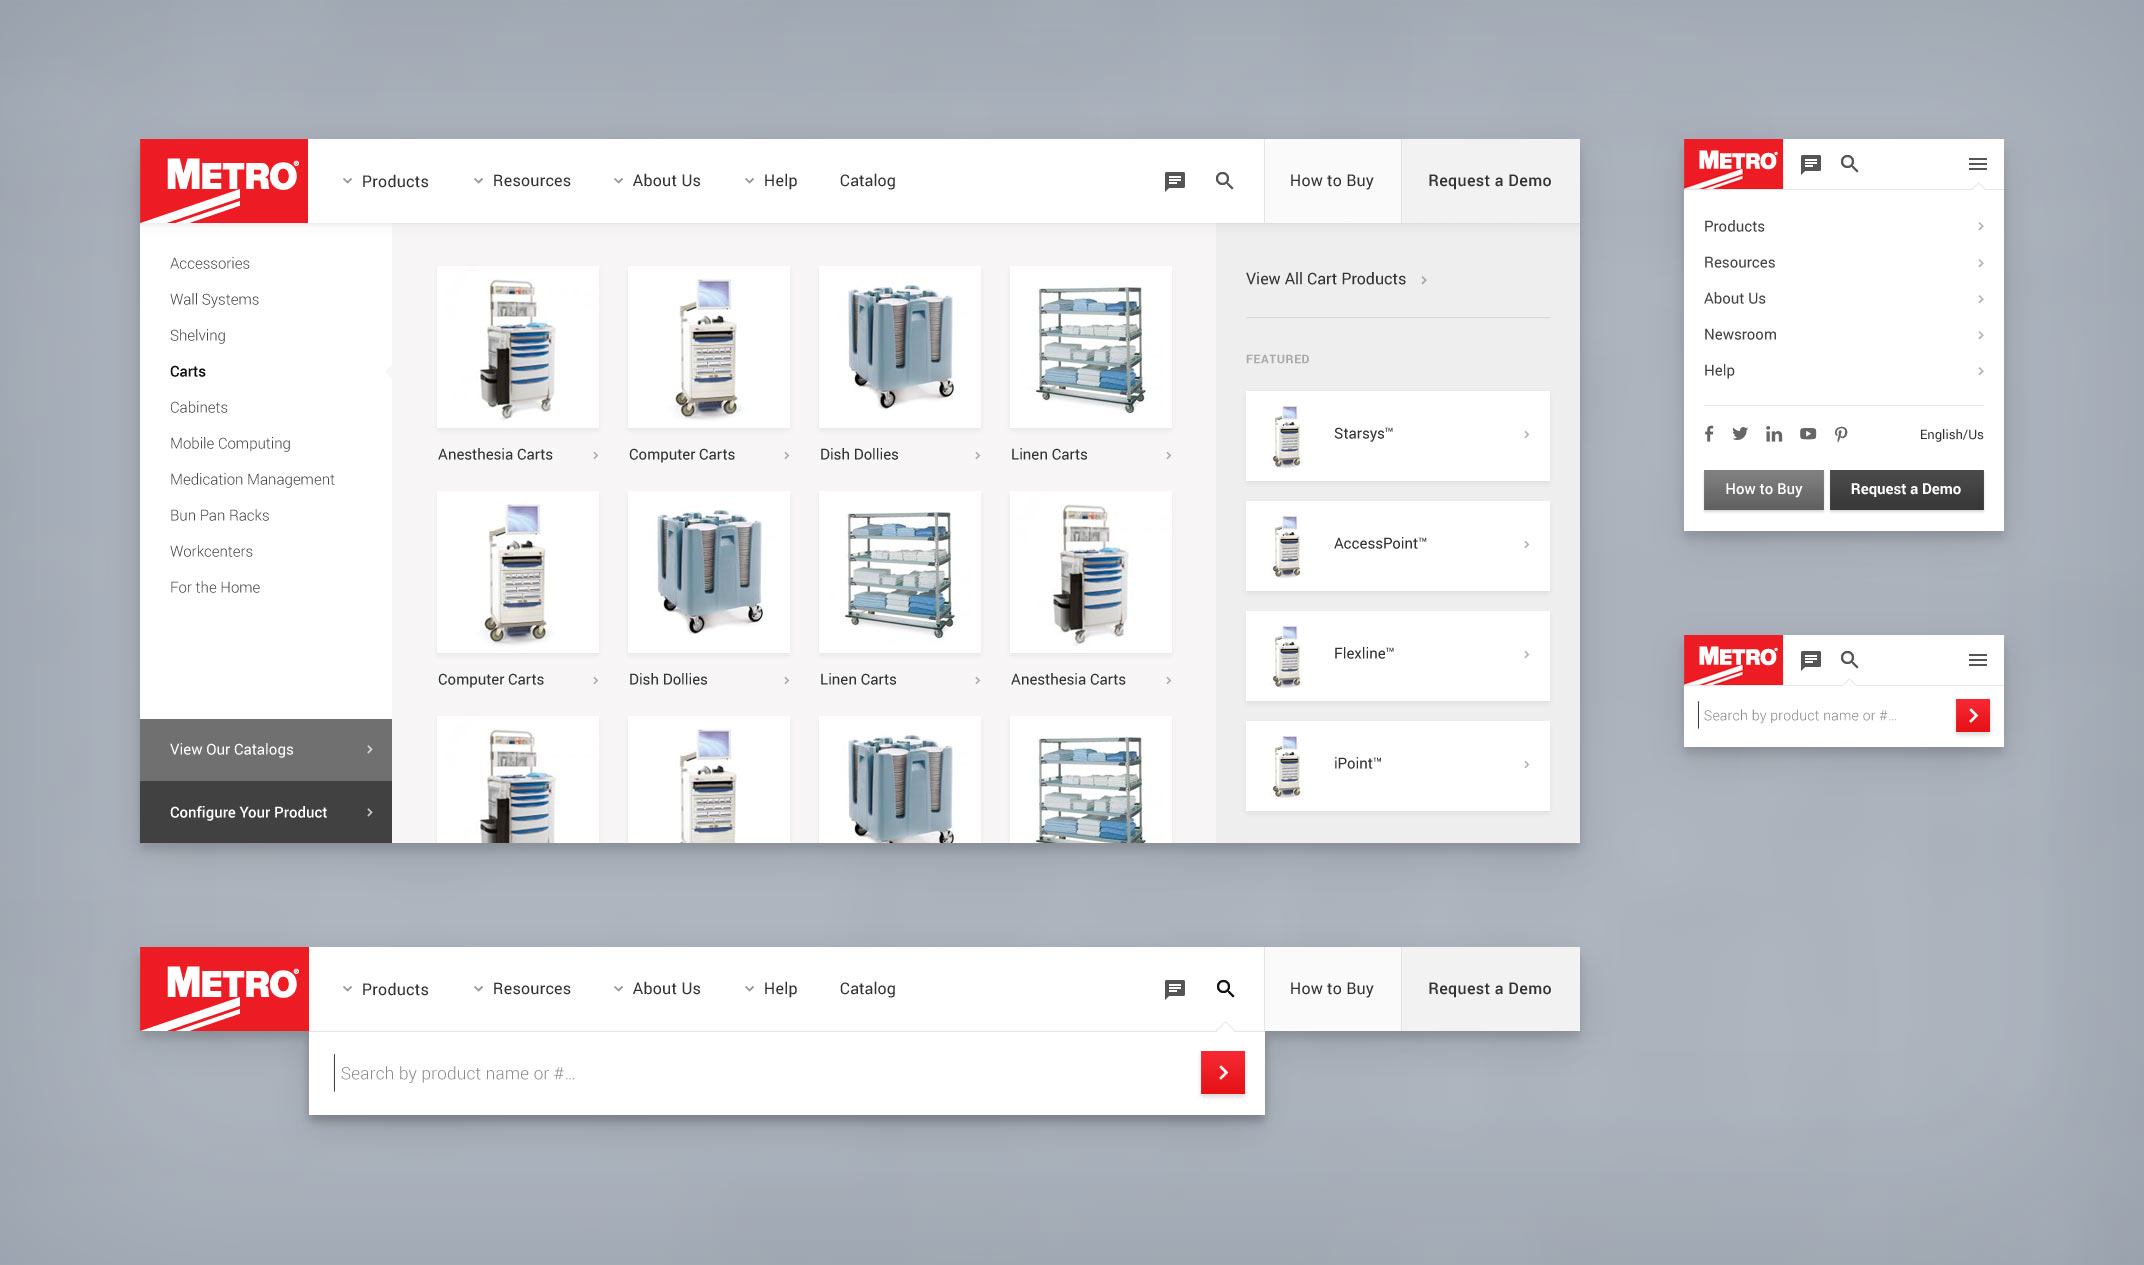 METRO®
Products
Resources
About Us
Help
Catalog
How to Buy
Request a Demo
Accessories
Wall Systems
Shelving
Carts
Cabinets
Mobile Computing
Medication Management
Bun Pan Racks
Workcenters
For the Home
View Our Catalogs
Configure Your Product
Anesthesia Carts
Computer Carts
Dish Dollies
Linen Carts
Computer Carts
Dish Dollies
Linen Carts
Anesthesia Carts
View All Cart Products
FEATURED
Starsys™
AccessPoint™
Flexline™
iPoint™
METRO®
Products
Resources
About Us
Newsroom
Help
English/Us
How to Buy
Request a Demo
METRO®
Search by product name or #...
METRO®
Products
Resources
About Us
Help
Catalog
How to Buy
Request a Demo
Search by product name or #...